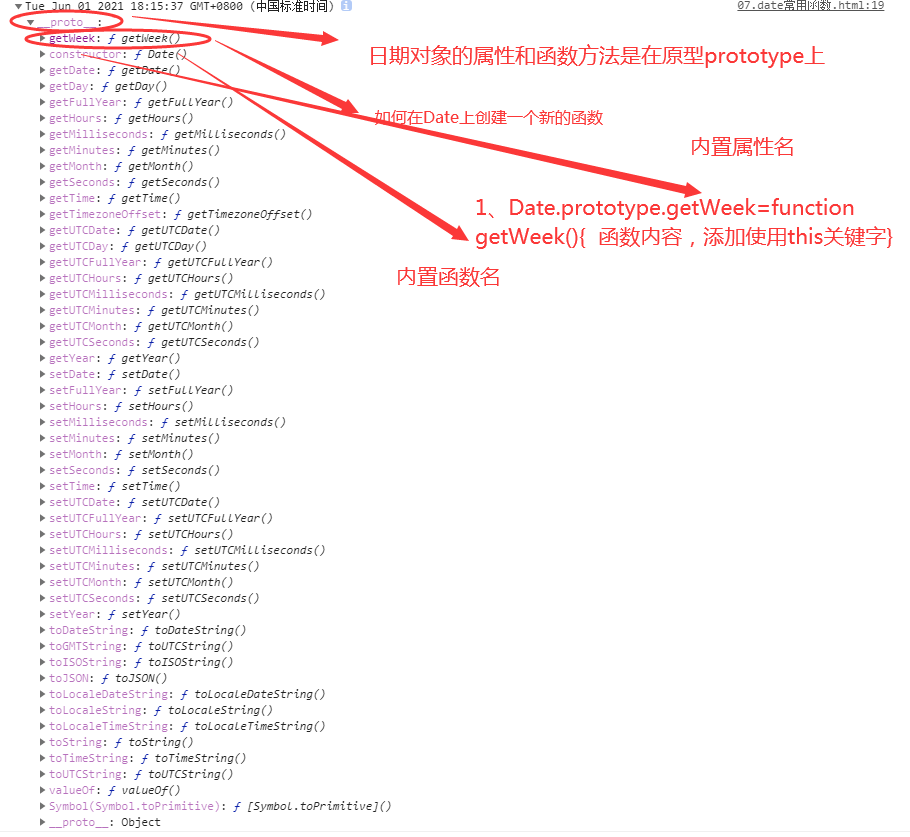 Tue Jun 01 2021 18:15:37 GMT+0800 (中国标准时间) i
07.date常用函数.html:19
__proto__:
getWeek: ƒ getWeek()
constructor: ƒ Date()
日期对象的属性和函数方法是在原型prototype上
getDate: ƒ getDate()
getDay: ƒ getDay()
getFullYear: ƒ getFullYear()
getHours: ƒ getHours()
如何在Date上创建一个新的函数
getMilliseconds: ƒ getMilliseconds()
getMinutes: ƒ getMinutes()
内置属性名
getMonth: ƒ getMonth()
getSeconds: ƒ getSeconds()
getTime: ƒ getTime()
1、Date.prototype.getWeek=function
getWeek(){ 函数内容，添加使用this关键字}
getTimezoneOffset: ƒ getTimezoneOffset()
getUTCDate: ƒ getUTCDate()
getUTCDay: ƒ getUTCDay()
getUTCFullYear: ƒ getUTCFullYear()
getUTCHours: ƒ getUTCHours()
内置函数名
getUTCMilliseconds: ƒ getUTCMilliseconds()
getUTCMinutes: ƒ getUTCMinutes()
getUTCMonth: ƒ getUTCMonth()
getUTCSeconds: ƒ getUTCSeconds()
getYear: ƒ getYear()
setDate: ƒ setDate()
setFullYear: ƒ setFullYear()
setHours: ƒ setHours()
setMilliseconds: ƒ setMilliseconds()
setMinutes: ƒ setMinutes()
setMonth: ƒ setMonth()
setSeconds: ƒ setSeconds()
setTime: ƒ setTime()
setUTCDate: ƒ setUTCDate()
setUTCFullYear: ƒ setUTCFullYear()
setUTCHours: ƒ setUTCHours()
setUTCMilliseconds: ƒ setUTCMilliseconds()
setUTCMinutes: ƒ setUTCMinutes()
setUTCMonth: ƒ setUTCMonth()
setUTCSeconds: ƒ setUTCSeconds()
setYear: ƒ setYear()
toDateString: ƒ toDateString()
toGMTString: ƒ toUTCString()
toISOString: ƒ toISOString()
toJSON: ƒ toJSON()
toLocaleDateString: ƒ toLocaleDateString()
toLocaleString: ƒ toLocaleString()
toLocaleTimeString: ƒ toLocaleTimeString()
toString: ƒ toString()
toTimeString: ƒ toTimeString()
toUTCString: ƒ toUTCString()
valueOf: ƒ valueOf()
Symbol(Symbol.toPrimitive): ƒ [Symbol.toPrimitive]()
__proto__: Object